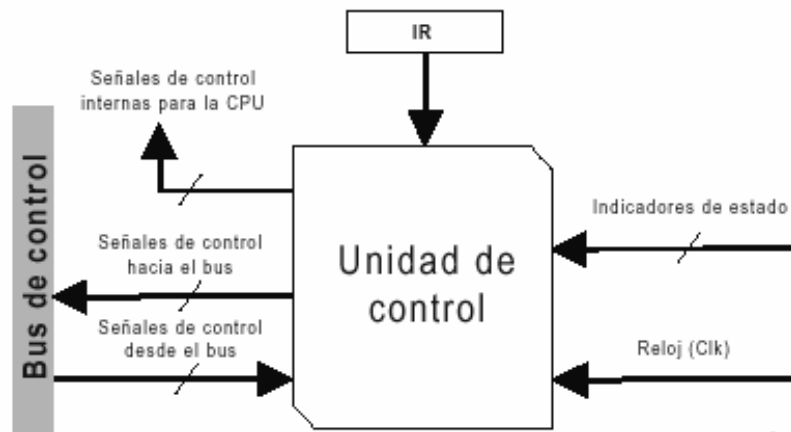 IR
Señales de control
internas para la CPU
Bus de control
Señales de control
hacia el bus
Señales de control
desde el bus
Unidad de
control
Indicadores de estado
Reloj (Clk)